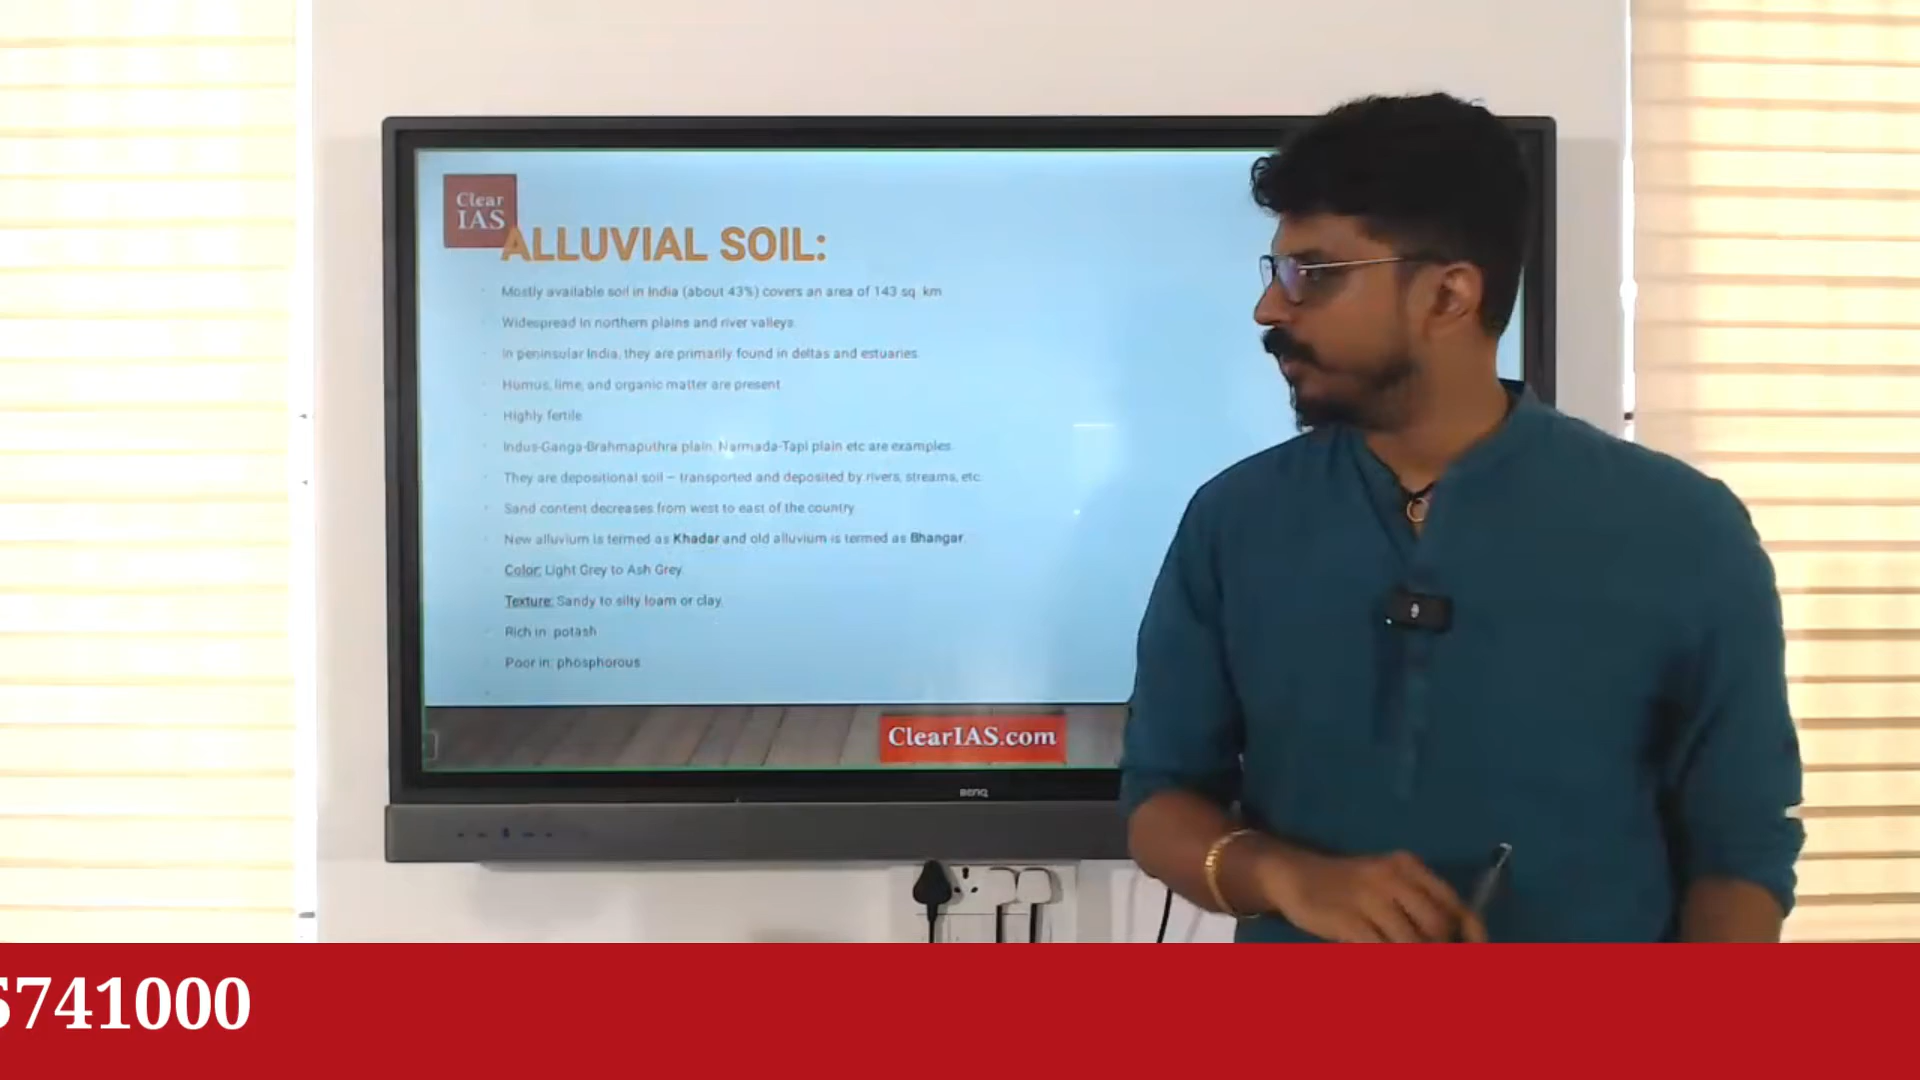 Clear
IAS
ALLUVIAL SOIL:
Mostly available soil in India (about 43%) covers an area of 143 sq. km
Widespread in northern plains and river valleys.
In peninsular India, they are primarily found in deltas and estuaries.
Humus, lime, and organic matter are present.
Highly fertile
Indus-Ganga-Brahmaputhra plain, Narmada-Tapi plain etc are examples.
They are depositional soil – transported and deposited by rivers, streams, etc.
Sand content decreases from west to east of the country.
New alluvium is termed as Khadar and old alluvium is termed as Bhangar.
Color: Light Grey to Ash Grey.
Texture: Sandy to silty loam or clay.
Rich in: potash
Poor in: phosphorous.
ClearIAS.com
BenQ
741000